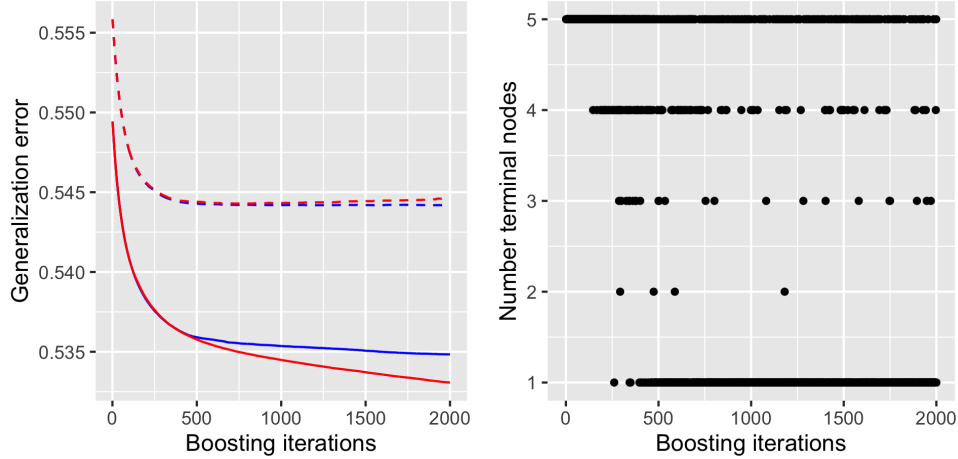 Generalization error
0.555
0.550
0.545
0.540
0.535
0 500 1000 1500 2000
Boosting iterations
Number terminal nodes
5
4
3
2
1
0 500 1000 1500 2000
Boosting iterations